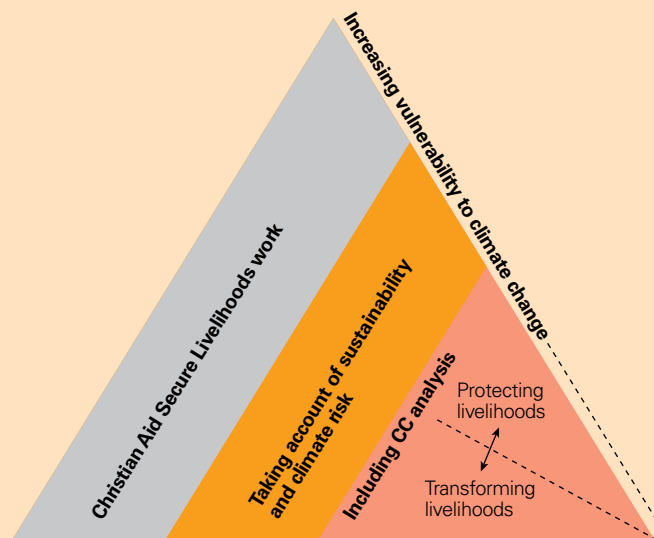 Increasing vulnerability to climate change
Christian Aid Secure Livelihoods work
Taking account of sustainability
and climate risk
Including CC analysis
Protecting
livelihoods
Transforming
livelihoods